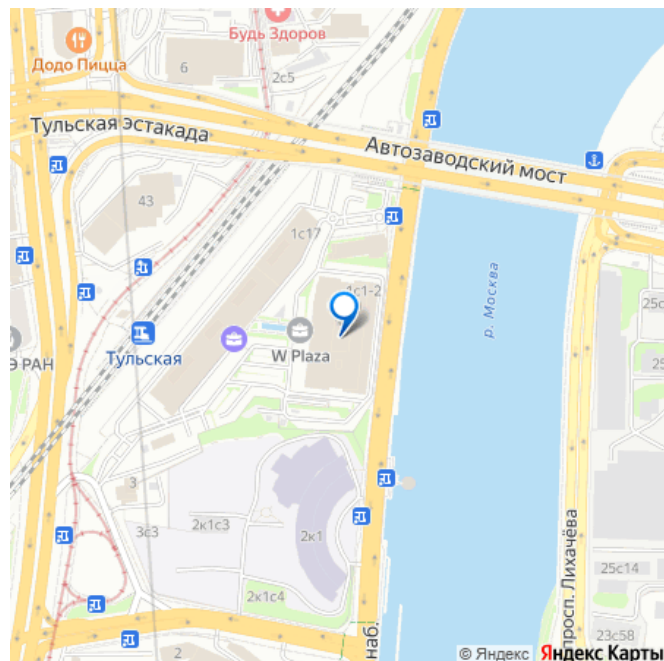 Будь Здоров
Додо Пицца
6
2с5
Тульская эстакада
Автозаводский мост
43
1с17
1с1-2
р. Москва
25с
25
Э РАН
Тульская
W Plaza
3
3с3
2к1с3
2к1
2к1с4
25с14
23с58
2
наб.
просп. Лихачёва
© Яндекс Яндекс Карты